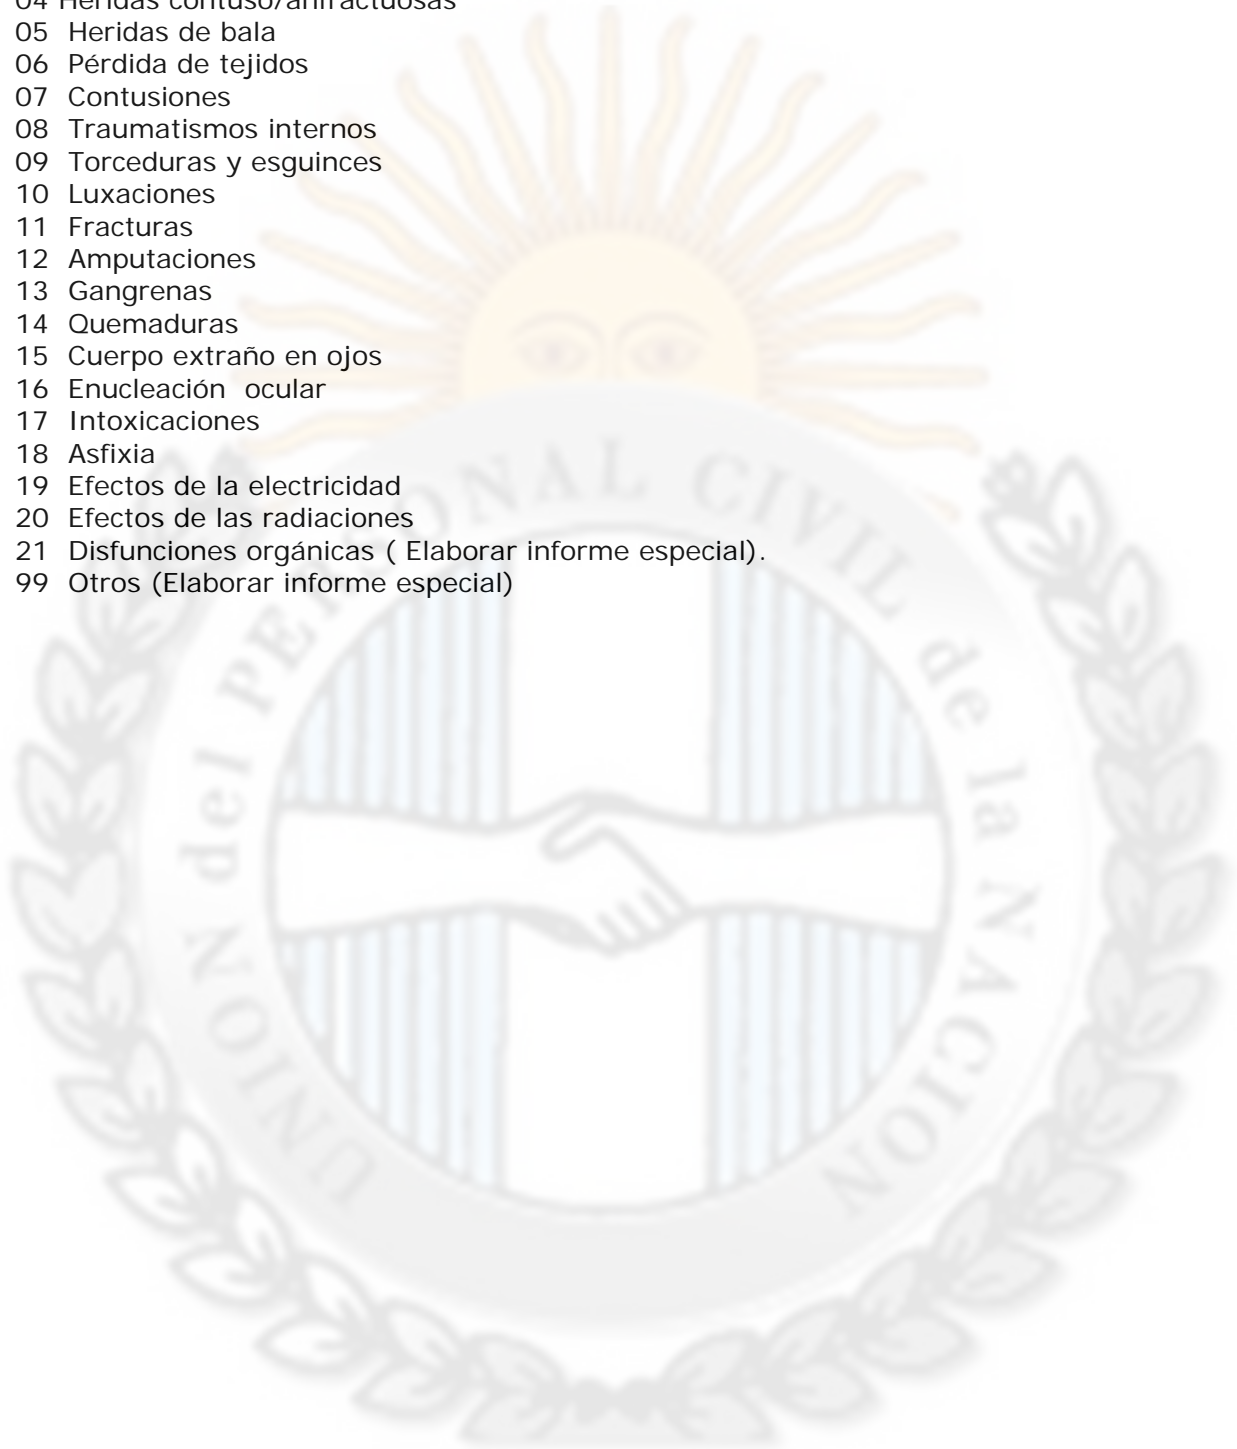 04 Heridas contuso/anfractuosas
05 Heridas de bala
06 Pérdida de tejidos
07 Contusiones
08 Traumatismos internos
09 Torceduras y esguinces
10 Luxaciones
11 Fracturas
12 Amputaciones
13 Gangrenas
14 Quemaduras
15 Cuerpo extraño en ojos
16 Enucleación ocular
17 Intoxicaciones
18 Asfixia
19 Efectos de la electricidad
20 Efectos de las radiaciones
21 Disfunciones orgánicas ( Elaborar informe especial).
99 Otros (Elaborar informe especial)
UNION del PERSONAL CIVIL de la NACION